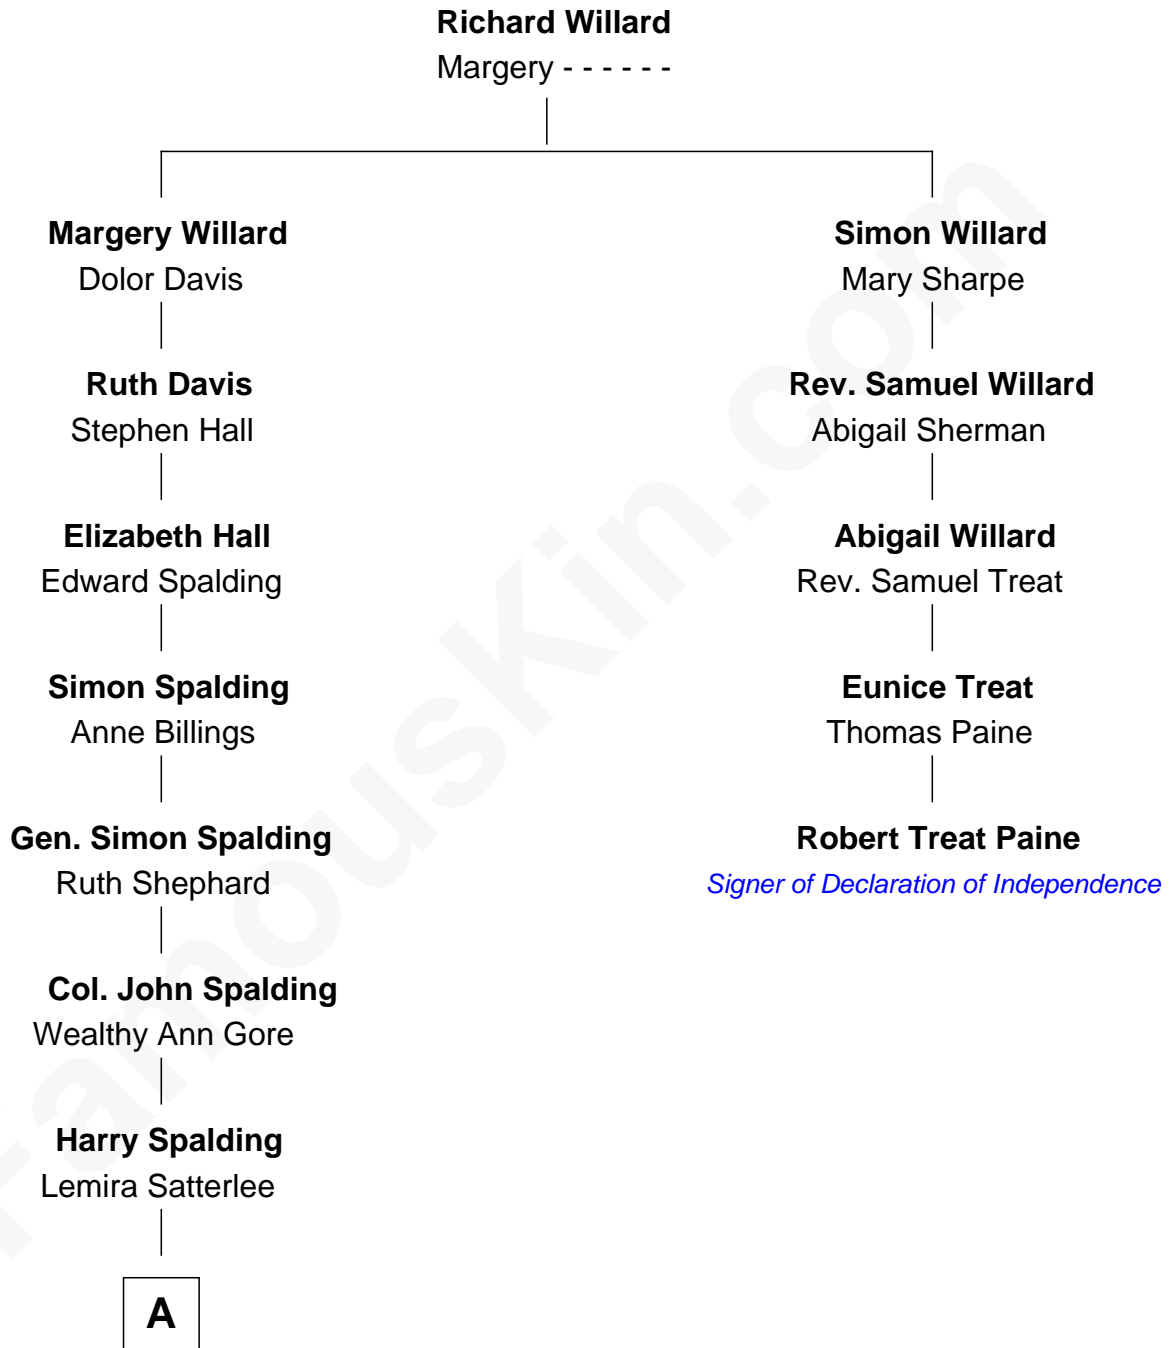 Richard Willard
Margery - - - - - -
Margery Willard
Dolor Davis
Simon Willard
Mary Sharpe
Ruth Davis
Stephen Hall
Rev. Samuel Willard
Abigail Sherman
Elizabeth Hall
Edward Spalding
Abigail Willard
Rev. Samuel Treat
Simon Spalding
Anne Billings
Eunice Treat
Thomas Paine
Gen. Simon Spalding
Ruth Shephard
Robert Treat Paine
Signer of Declaration of Independence
Col. John Spalding
Wealthy Ann Gore
Harry Spalding
Lemira Satterlee
A
FamousKin.com